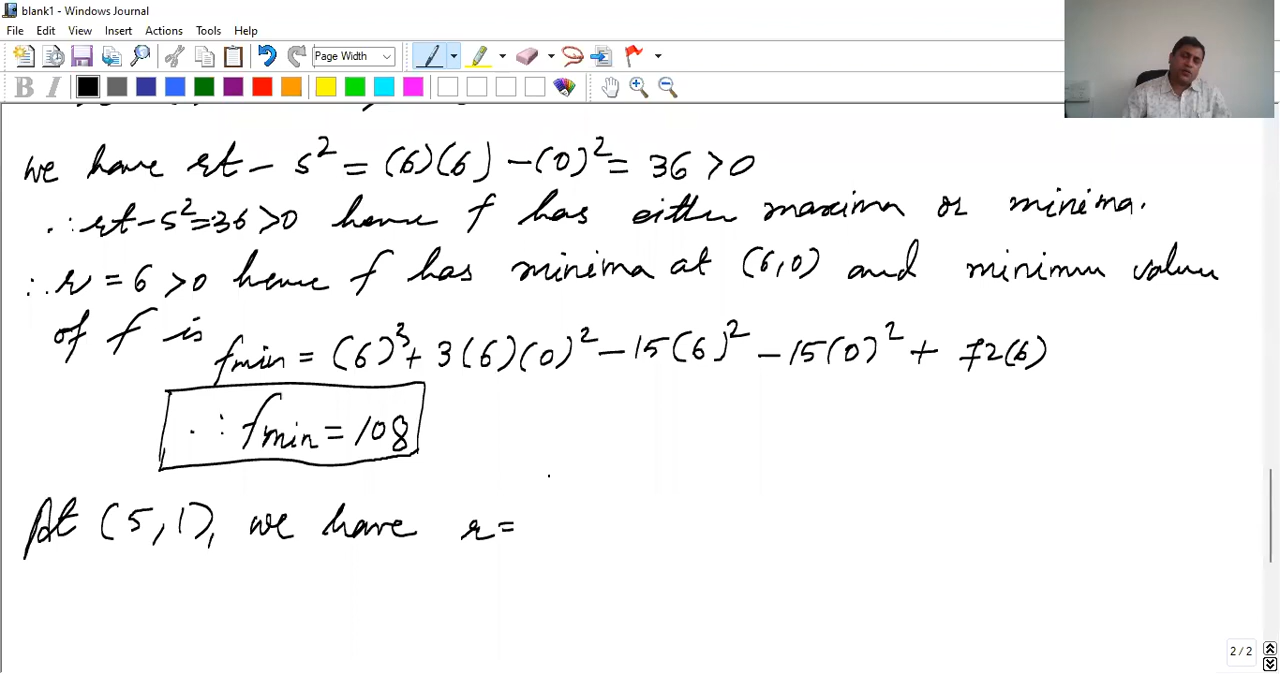 blank1 - Windows Journal
File Edit View Insert Actions Tools Help
Page Width
B I
we have rt - s² = (6)(6) - (0)² = 36 > 0
∴ rt - s² = 36 > 0 hence f has either maxima or minima.
∴ r = 6 > 0 hence f has minima at (6,0) and minimum value
of f is
fmin = (6)³ + 3(6)(0)² - 15(6)² - 15(0)² + 72(6)
∴ fmin = 108
At (5,1), we have r =
2 / 2